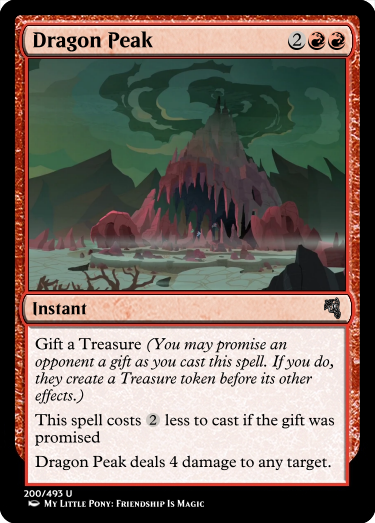 Dragon Peak 2
Instant
Gift a Treasure (You may promise an
opponent a gift as you cast this spell. If you do,
they create a Treasure token before its other
effects.)
This spell costs 2 less to cast if the gift was
promised
Dragon Peak deals 4 damage to any target.
200/493 U
My Little Pony: Friendship Is Magic